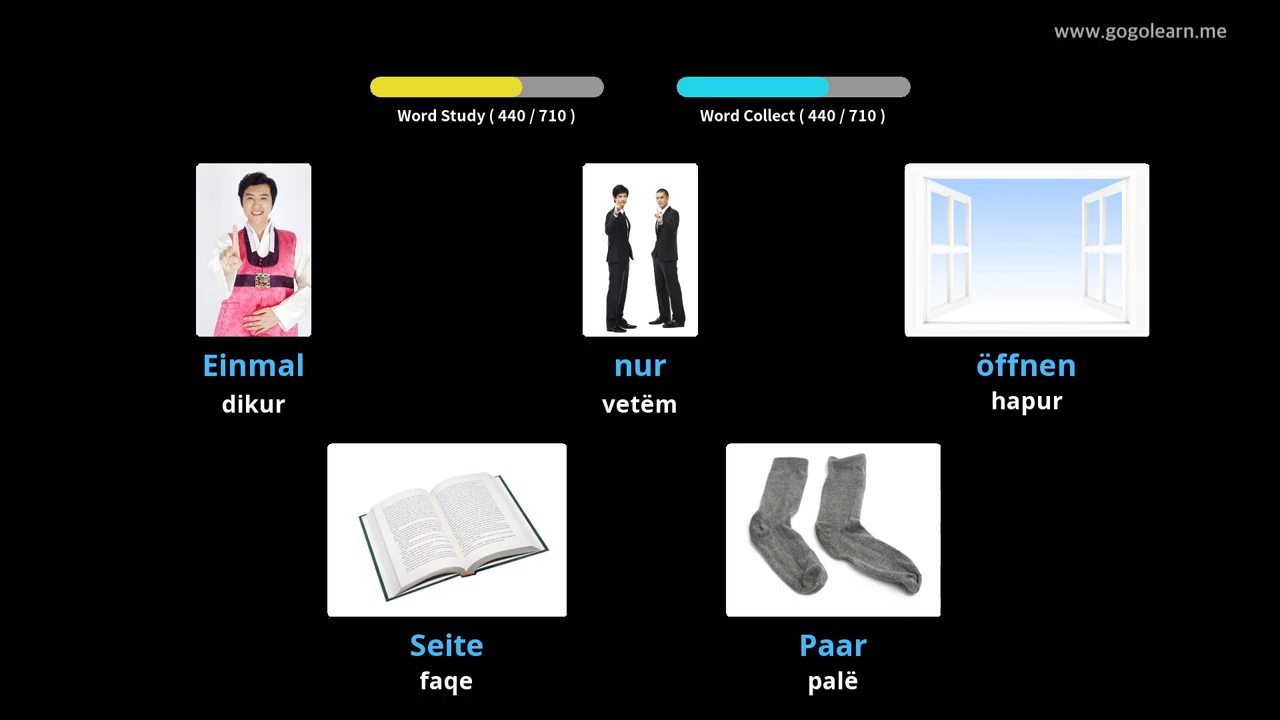 www.gogolearn.me
Word Study ( 440 / 710 )
Word Collect ( 440 / 710 )
Einmal
dikur
nur
vetëm
öffnen
hapur
Seite
faqe
Paar
palë